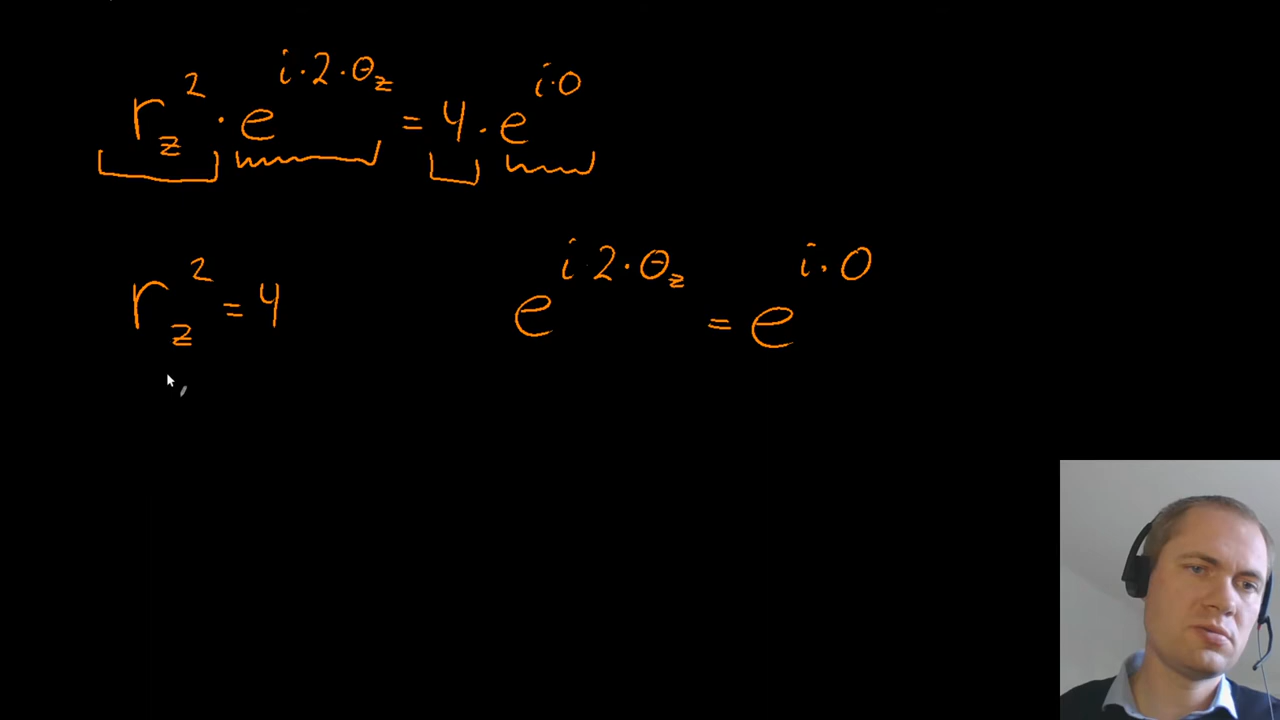 r_z^2 · e^{i·2·θ_z} = 4 · e^{i·0}
r_z^2 = 4
e^{i·2·θ_z} = e^{i·0}